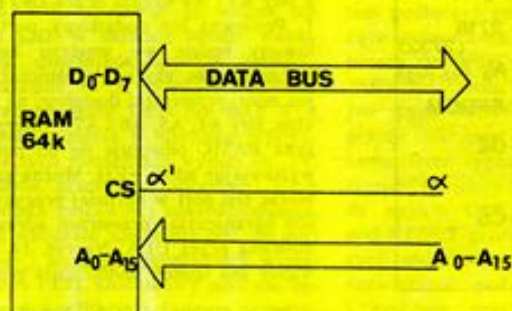 D0-D7 DATA BUS
RAM
64k
CS α' α
A0-A15 A0-A15